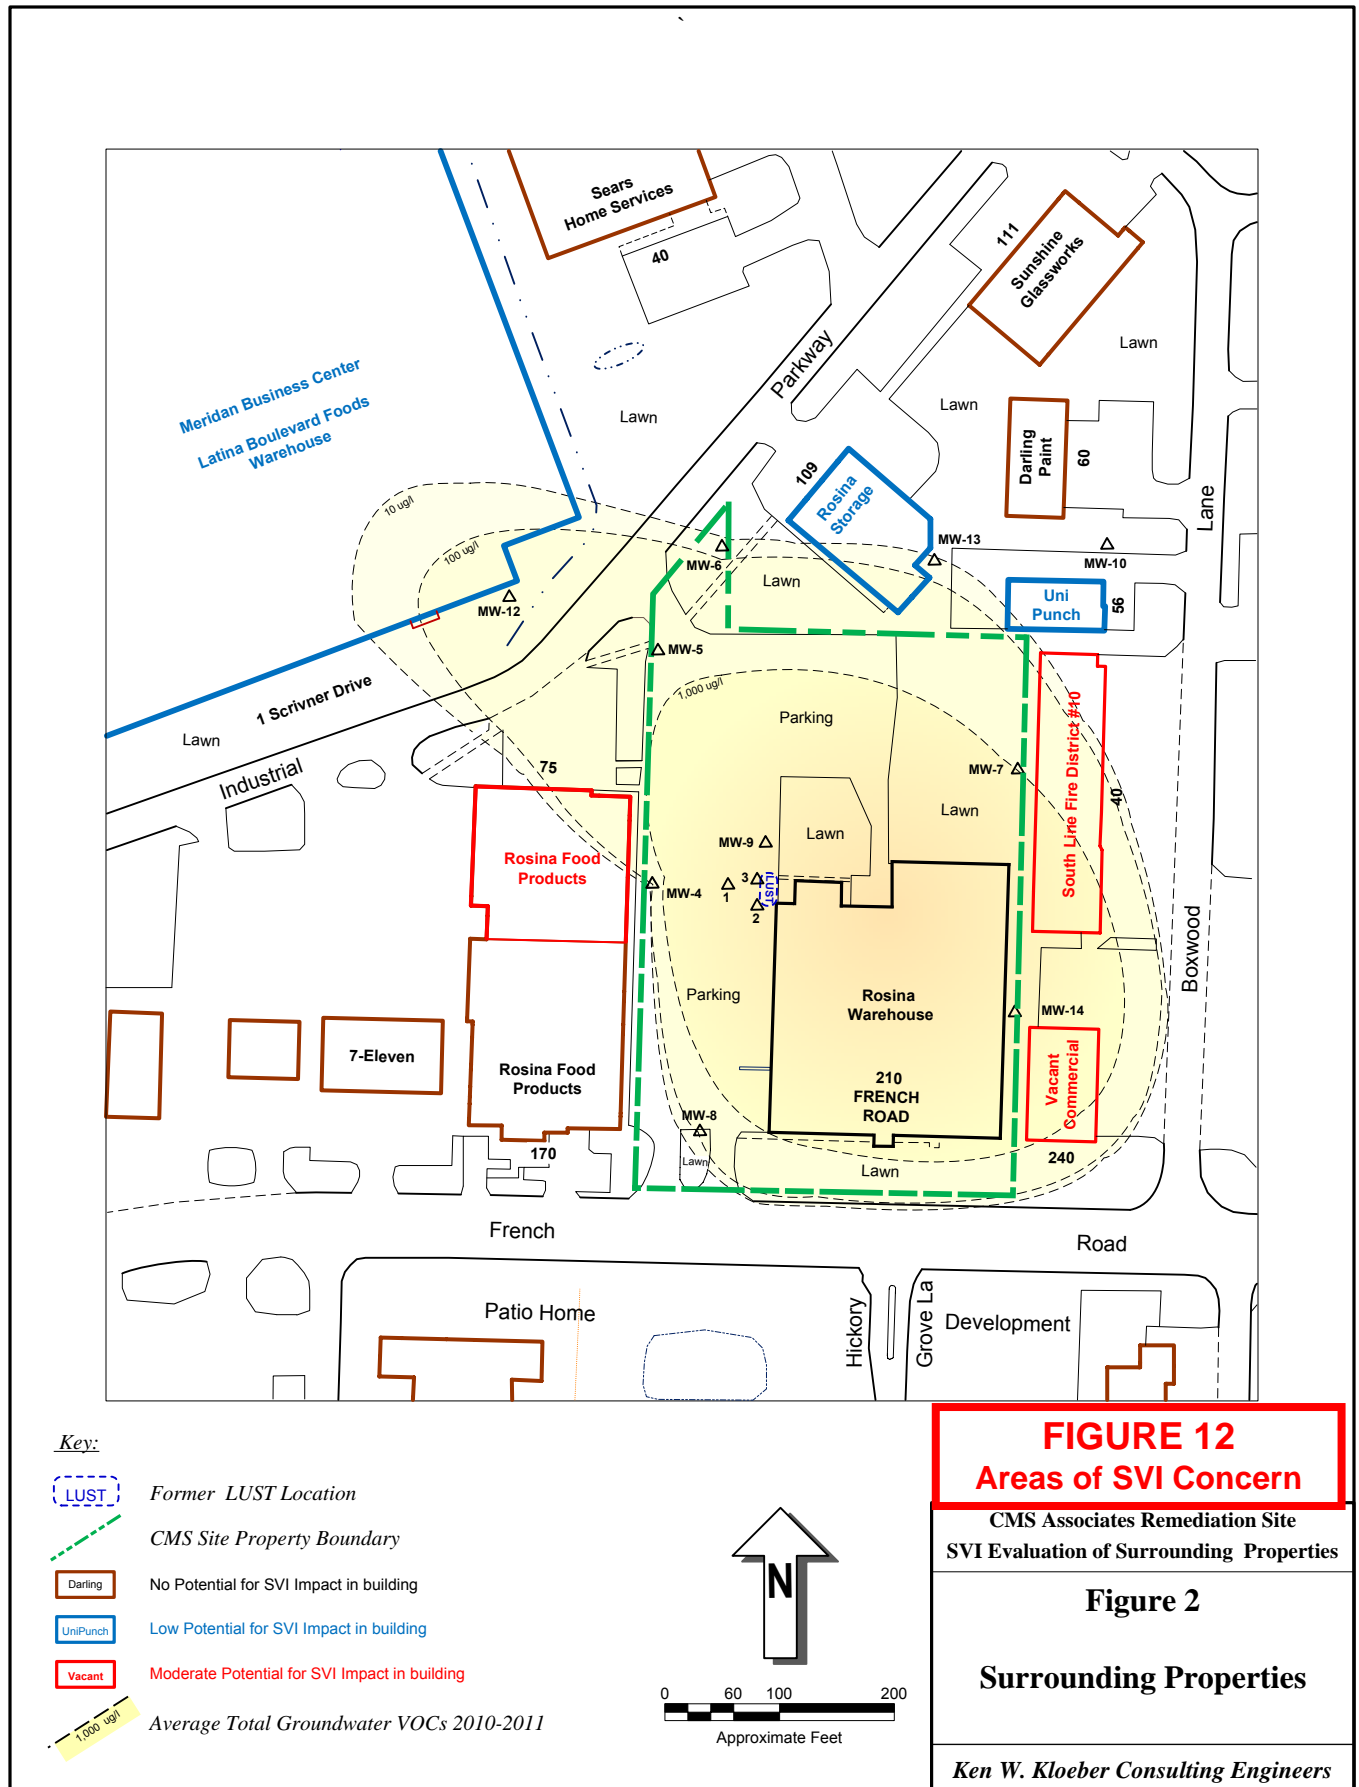 `
Sears
Home Services
40
111
Sunshine
Glassworks
Lawn
Parkway
Meridan Business Center
Latina Boulevard Foods
Warehouse
Lawn
Lawn
Darling
Paint
60
109
Rosina
Storage
Lane
10 ug/l
100 ug/l
MW-6
MW-13
MW-10
Lawn
MW-12
Uni
Punch
56
MW-5
1 Scrivner Drive
1,000 ug/l
Lawn
Parking
Industrial
75
MW-7
South Line Fire District #10
40
Lawn
Lawn
MW-9
Rosina Food
Products
MW-4
1
3
2
LUST
Boxwood
Parking
Rosina
Warehouse
MW-14
7-Eleven
Rosina Food
Products
210
FRENCH
ROAD
Vacant
Commercial
MW-8
170
Lawn
Lawn
240
French
Road
Patio Home
Hickory
Grove La
Development
Key:
LUST
Former LUST Location
CMS Site Property Boundary
Darling
No Potential for SVI Impact in building
UniPunch
Low Potential for SVI Impact in building
Vacant
Moderate Potential for SVI Impact in building
1,000 ug/l
Average Total Groundwater VOCs 2010-2011
N
0 60 100 200
Approximate Feet
FIGURE 12
Areas of SVI Concern
CMS Associates Remediation Site
SVI Evaluation of Surrounding Properties
Figure 2
Surrounding Properties
Ken W. Kloeber Consulting Engineers